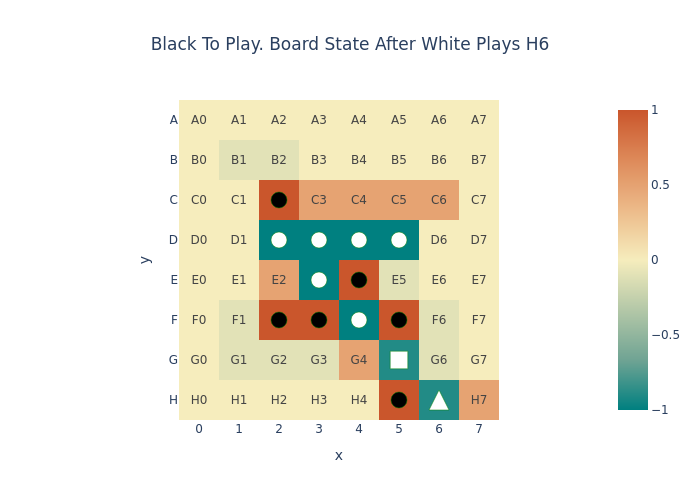 Black To Play. Board State After White Plays H6
A A0 A1 A2 A3 A4 A5 A6 A7
B B0 B1 B2 B3 B4 B5 B6 B7
C C0 C1 C3 C4 C5 C6 C7
D D0 D1 D6 D7
E E0 E1 E2 E5 E6 E7
F F0 F1 F6 F7
G G0 G1 G2 G3 G4 G6 G7
H H0 H1 H2 H3 H4 H7
0 1 2 3 4 5 6 7
x
y
1
0.5
0
−0.5
−1